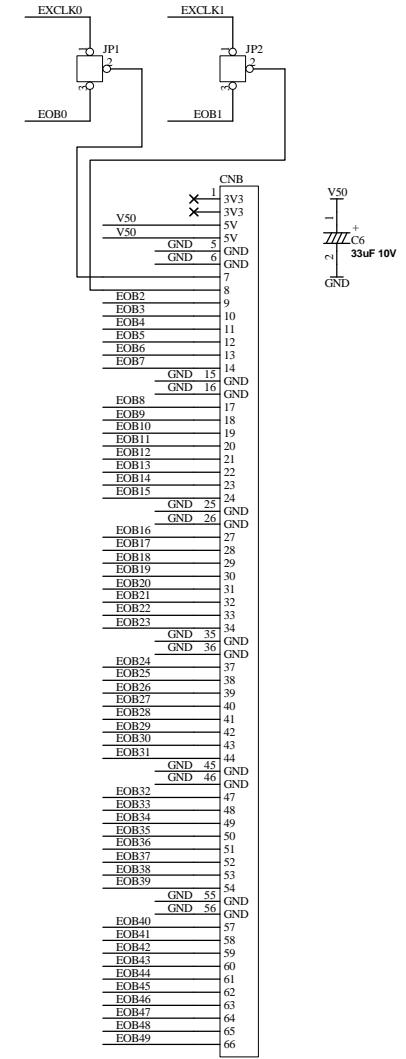 EXCLK0 EXCLK1
1 JP1 1 JP2
2 2
3 3
EOB0 EOB1
CNB
1 3V3
3V3
V50 5V
V50 5V
GND 5 GND
GND 6 GND
7
8
EOB2 9
EOB3 10
EOB4 11
EOB5 12
EOB6 13
EOB7 14
GND 15 GND
GND 16 GND
EOB8 17
EOB9 18
EOB10 19
EOB11 20
EOB12 21
EOB13 22
EOB14 23
EOB15 24
GND 25 GND
GND 26 GND
EOB16 27
EOB17 28
EOB18 29
EOB19 30
EOB20 31
EOB21 32
EOB22 33
EOB23 34
GND 35 GND
GND 36 GND
EOB24 37
EOB25 38
EOB26 39
EOB27 40
EOB28 41
EOB29 42
EOB30 43
EOB31 44
GND 45 GND
GND 46 GND
EOB32 47
EOB33 48
EOB34 49
EOB35 50
EOB36 51
EOB37 52
EOB38 53
EOB39 54
GND 55 GND
GND 56 GND
EOB40 57
EOB41 58
EOB42 59
EOB43 60
EOB44 61
EOB45 62
EOB46 63
EOB47 64
EOB48 65
EOB49 66
V50
1
+
C6
33uF 10V
2
GND